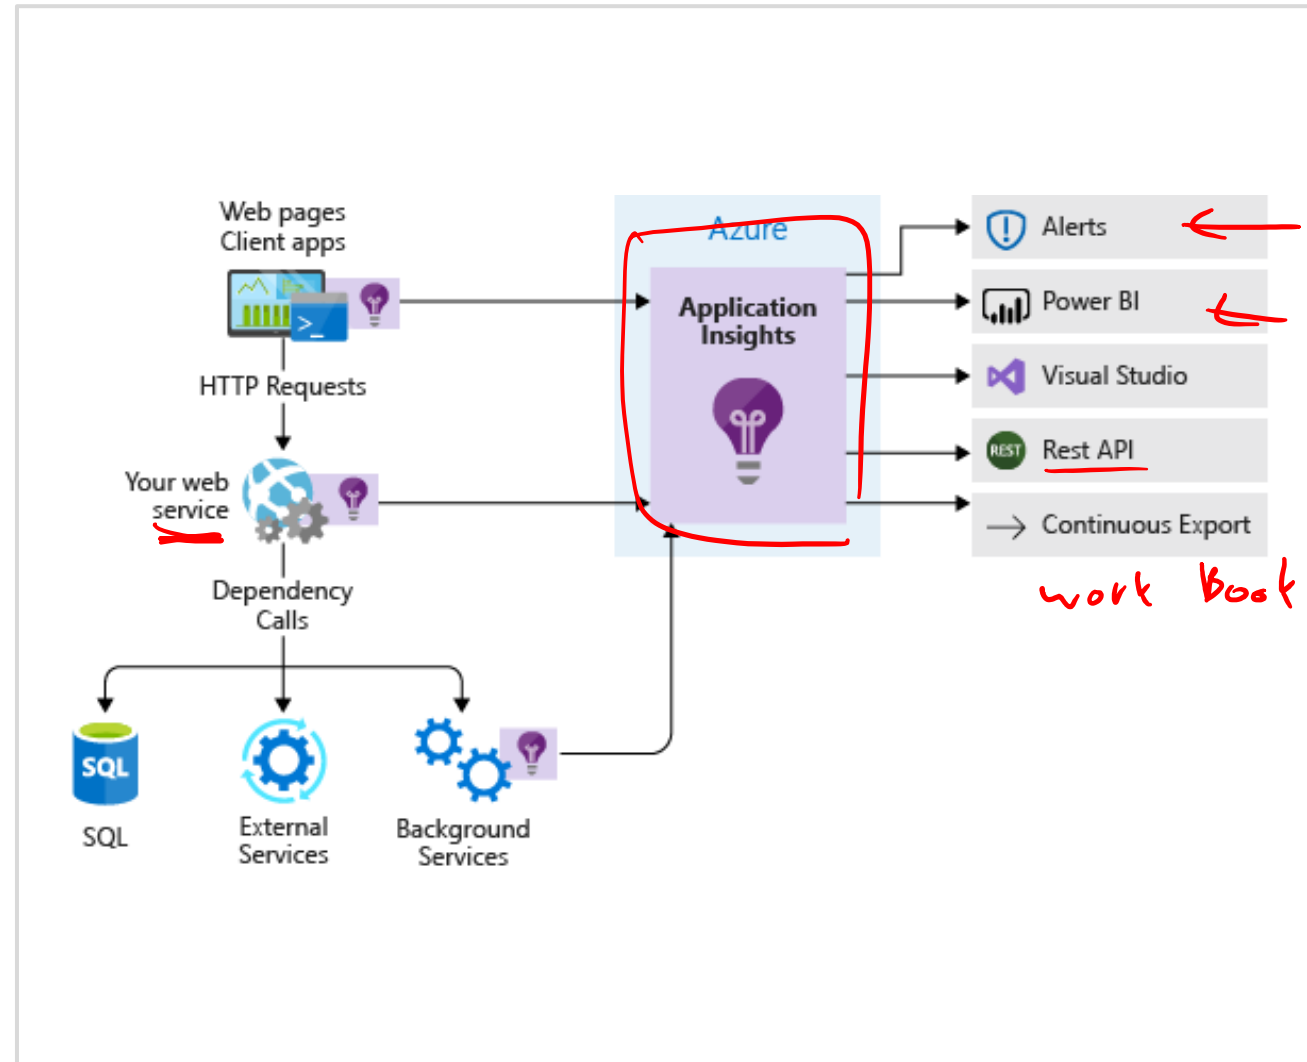 Web pages
Client apps
HTTP Requests
Your web
service
Dependency
Calls
SQL
SQL
External
Services
Background
Services
Azure
Application
Insights
Alerts
Power BI
Visual Studio
REST
Rest API
Continuous Export
work Book